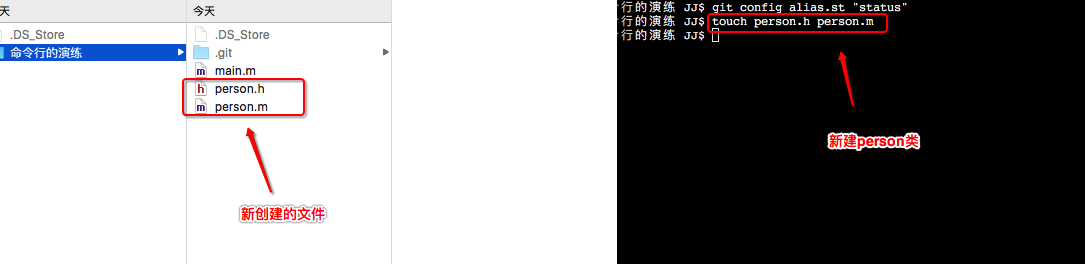 天
今天
.DS_Store
命令行的演练
.DS_Store
.git
m main.m
h person.h
m person.m
新创建的文件
行的演练 JJ$ git config alias.st "status"
行的演练 JJ$ touch person.h person.m
行的演练 JJ$
新建person类